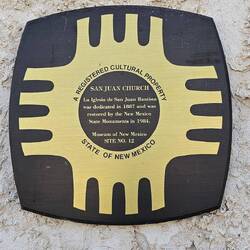 A REGISTERED CULTURAL PROPERTY
SAN JUAN CHURCH
La Iglesia de San Juan Bautista
was dedicated in 1887 and was
restored by the New Mexico
State Monuments in 1984.
Museum of New Mexico
SITE NO. 12
STATE OF NEW MEXICO